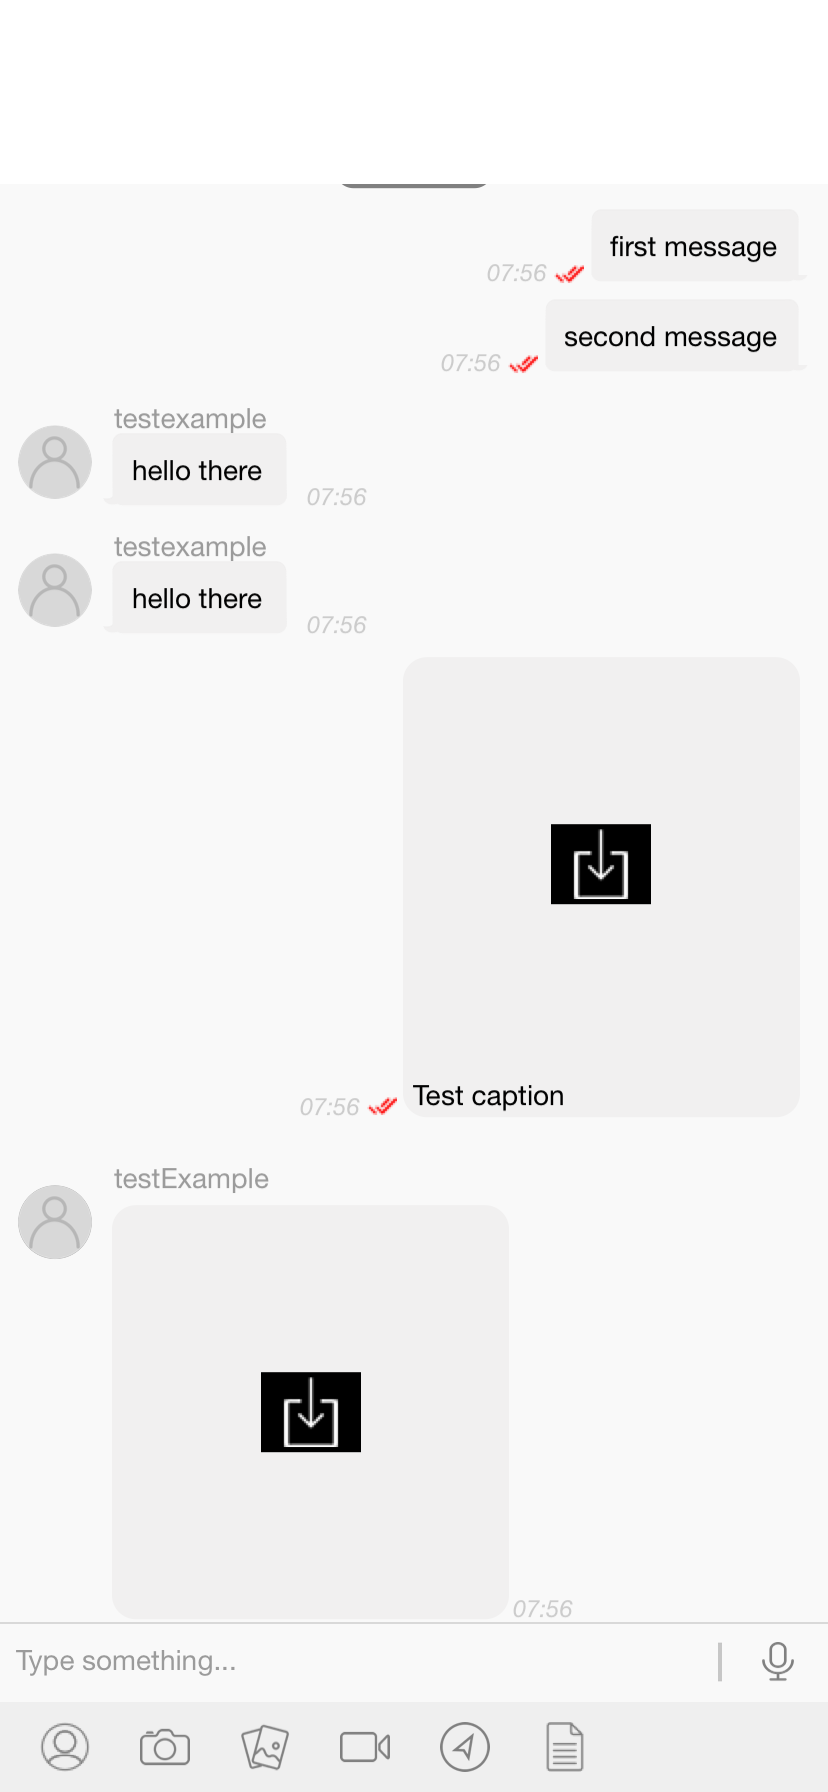 first message
07:56
second message
07:56
testexample
hello there
07:56
testexample
hello there
07:56
Test caption
07:56
testExample
07:56
Type something...